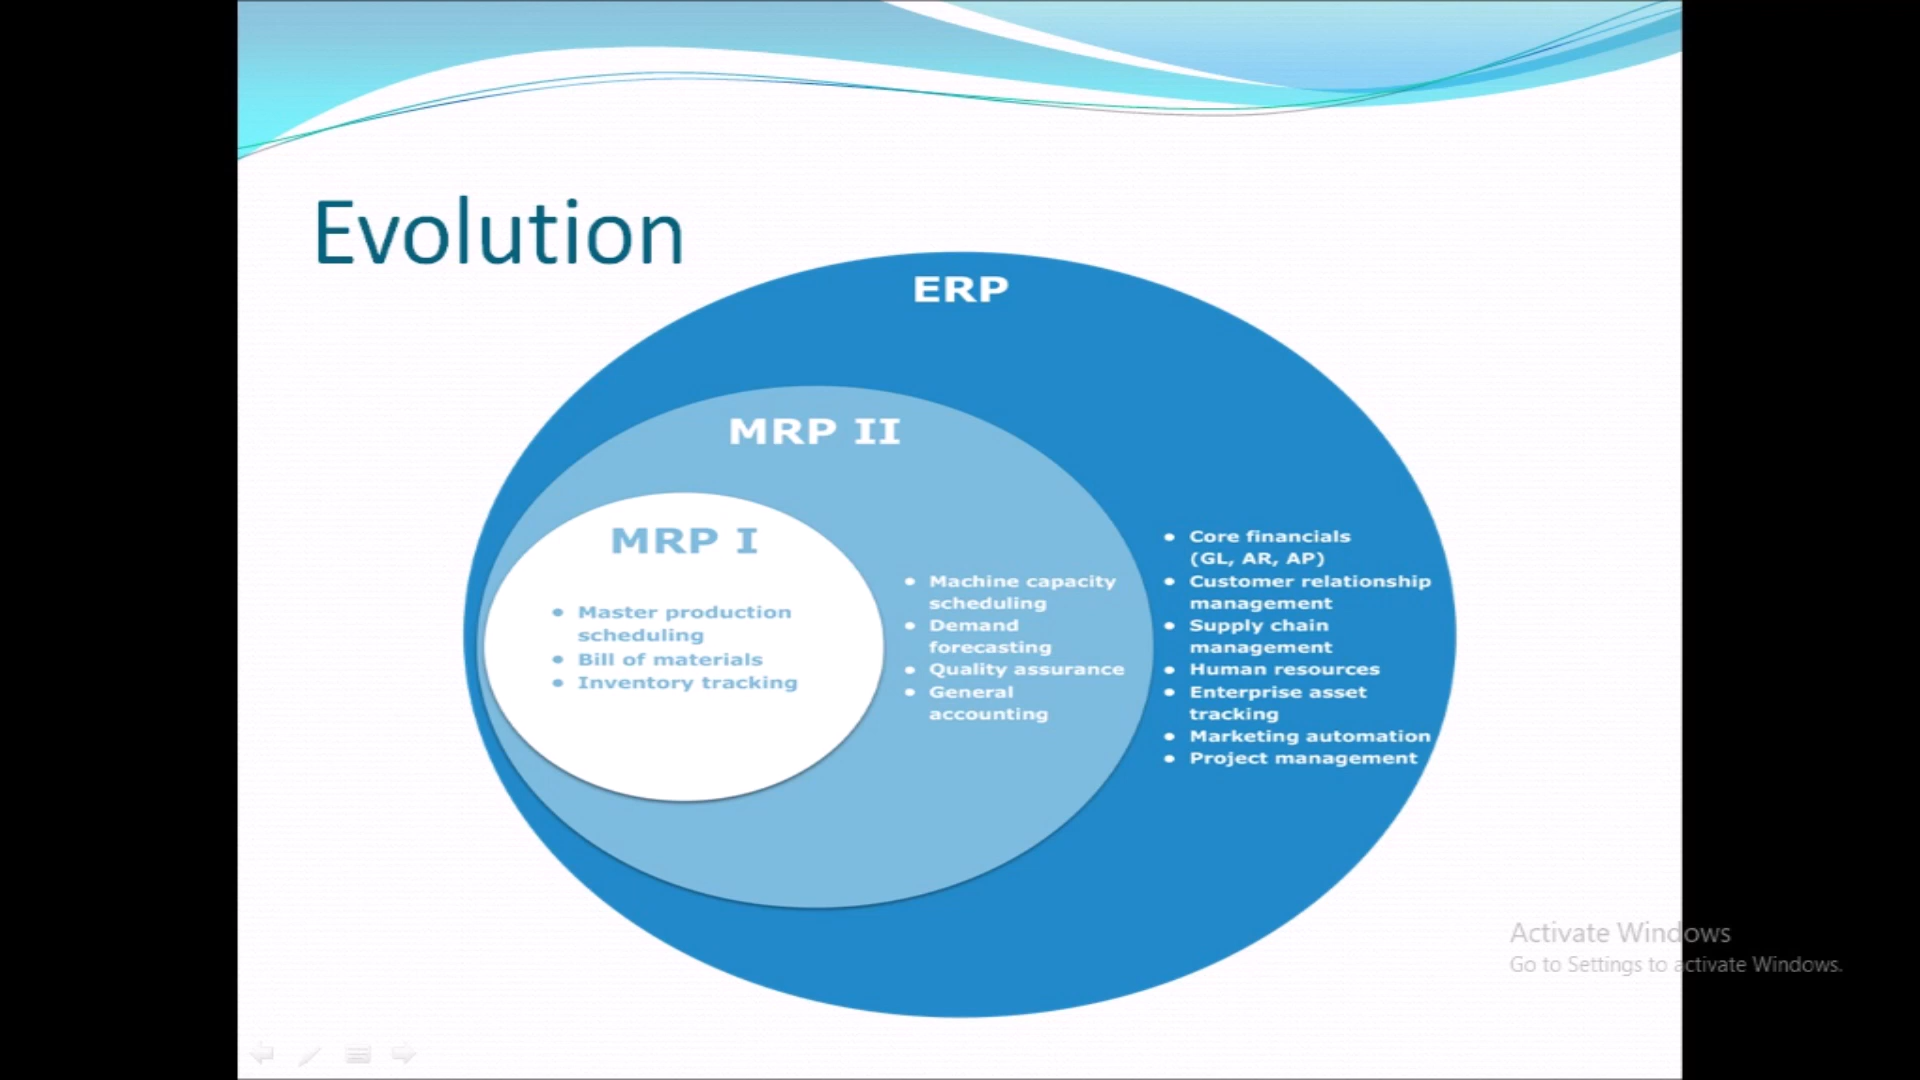 Evolution
ERP
MRP II
MRP I
• Master production
scheduling
• Bill of materials
• Inventory tracking
• Machine capacity
scheduling
• Demand
forecasting
• Quality assurance
• General
accounting
• Core financials
(GL, AR, AP)
• Customer relationship
management
• Supply chain
management
• Human resources
• Enterprise asset
tracking
• Marketing automation
• Project management
Activate Windows
Go to Settings to activate Windows.